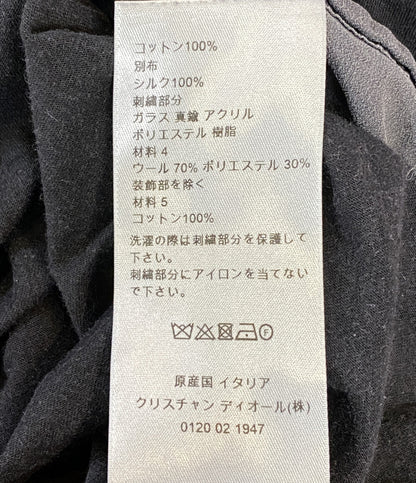 コットン100%
別布
シルク100%
刺繍部分
ガラス 真鍮 アクリル
ポリエステル 樹脂
材料 4
ウール 70% ポリエステル 30%
装飾部を除く
材料 5
コットン100%
洗濯の際は刺繍部分を保護して
下さい。
刺繍部分にアイロンを当てない
で下さい。
原産国 イタリア
クリスチャン ディオール(株)
0120 02 1947